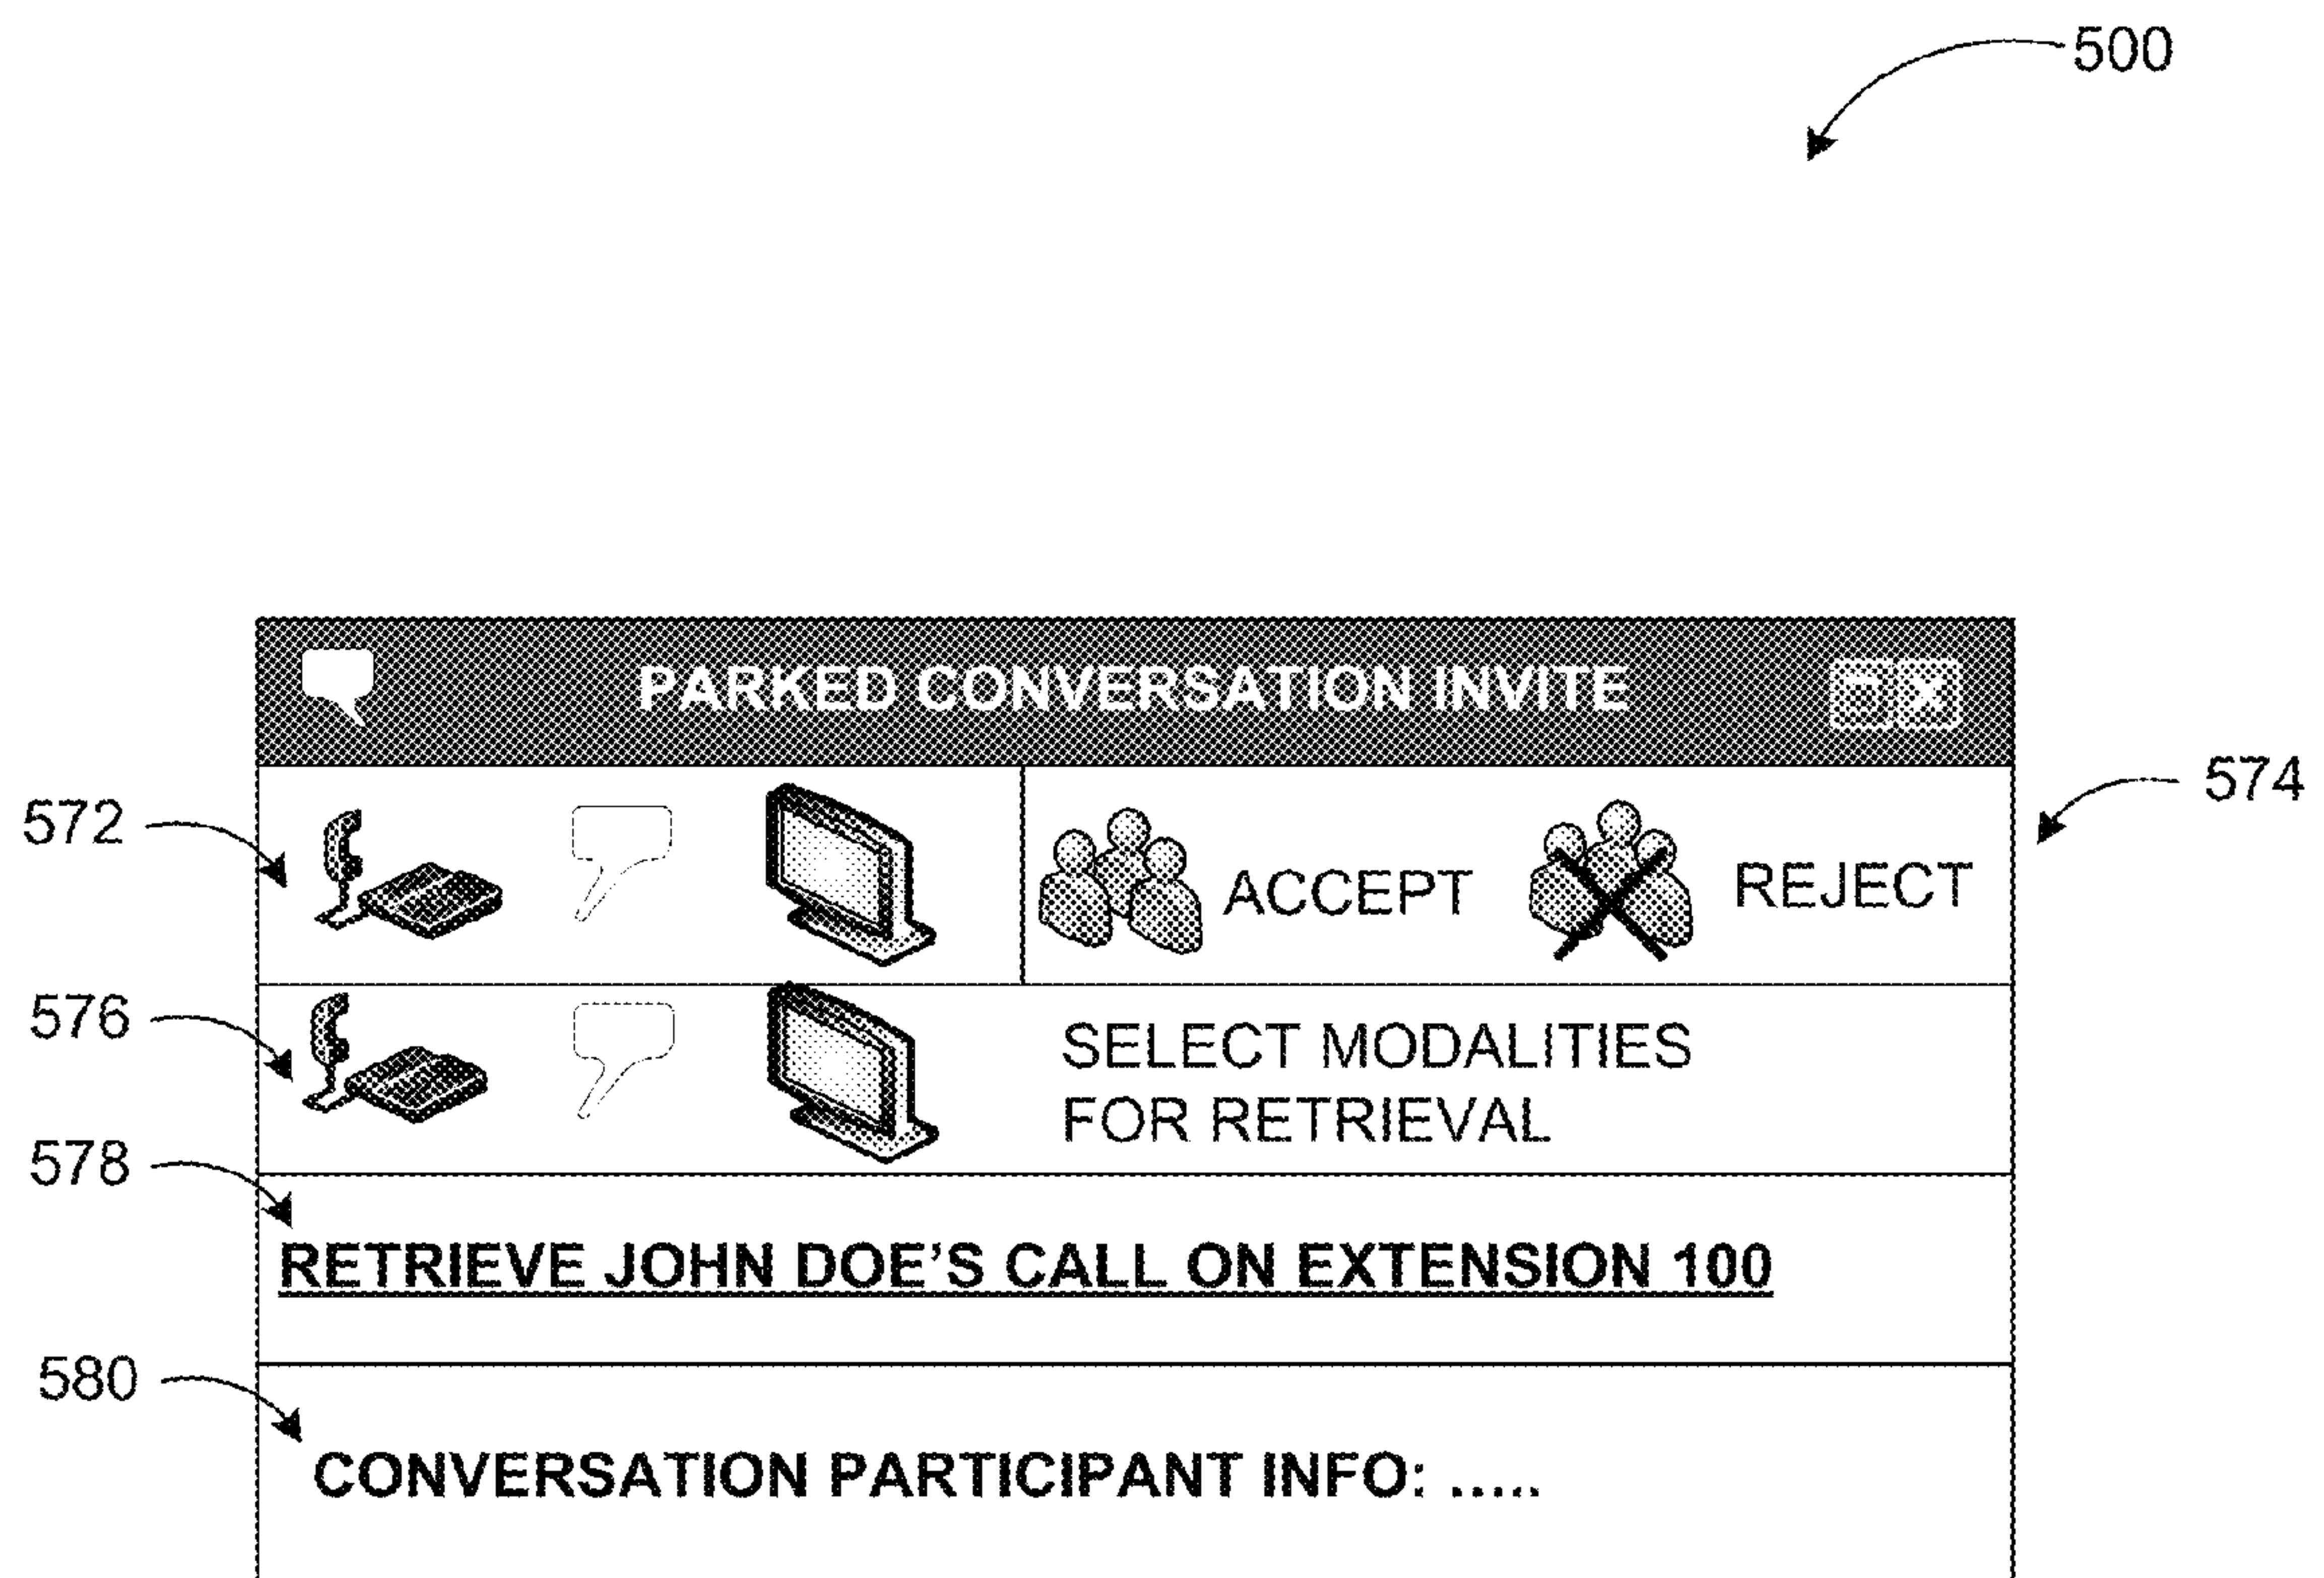 500
PARKED CONVERSATION INVITE
572
574
ACCEPT
REJECT
576
SELECT MODALITIES
FOR RETRIEVAL
578
RETRIEVE JOHN DOE’S CALL ON EXTENSION 100
580
CONVERSATION PARTICIPANT INFO: .....